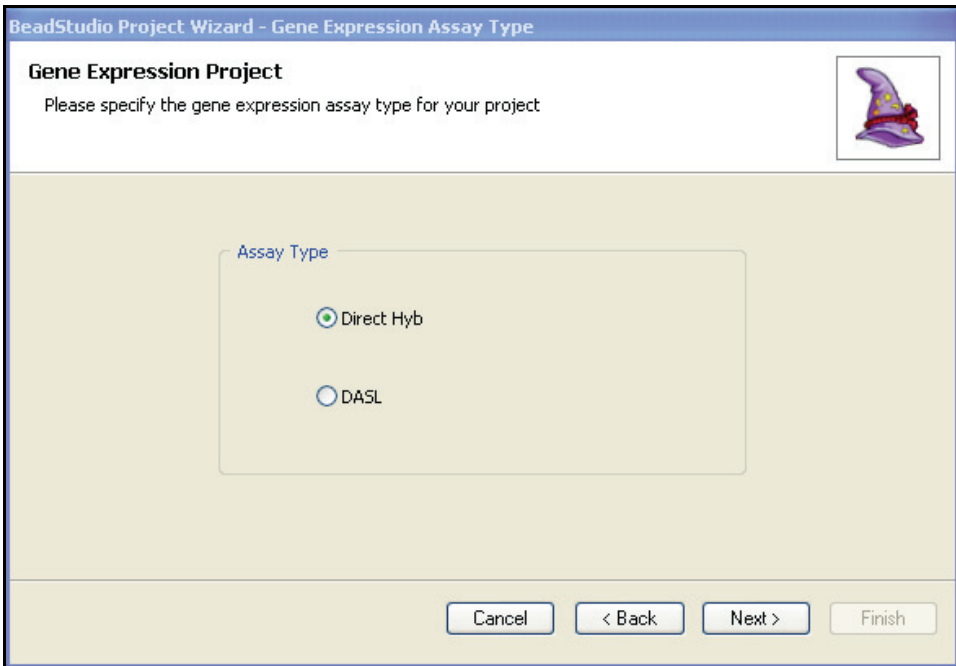 BeadStudio Project Wizard - Gene Expression Assay Type
Gene Expression Project
Please specify the gene expression assay type for your project
Assay Type
Direct Hyb
DASL
Cancel < Back Next > Finish